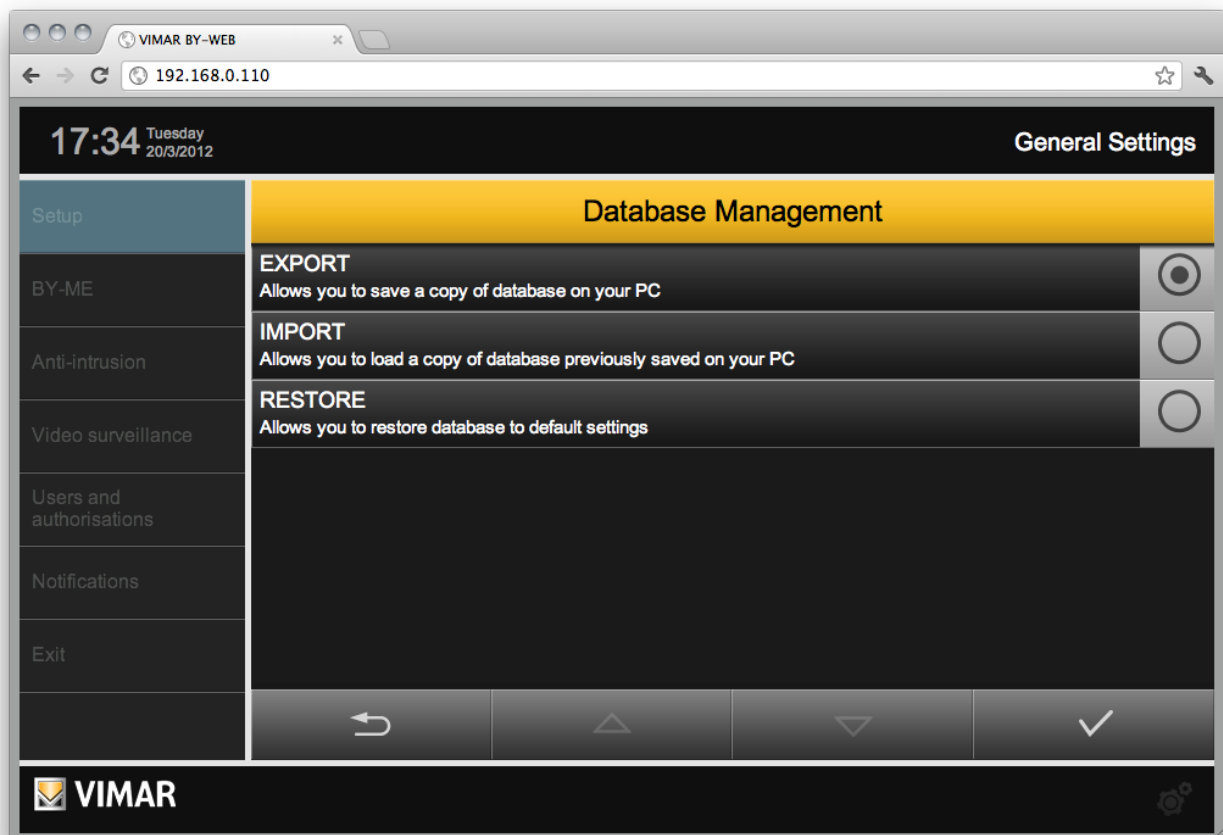 VIMAR BY-WEB
192.168.0.110
17:34
Tuesday
20/3/2012
General Settings
Setup
BY-ME
Anti-intrusion
Video surveillance
Users and
authorisations
Notifications
Exit
Database Management
EXPORT
Allows you to save a copy of database on your PC
IMPORT
Allows you to load a copy of database previously saved on your PC
RESTORE
Allows you to restore database to default settings
VIMAR